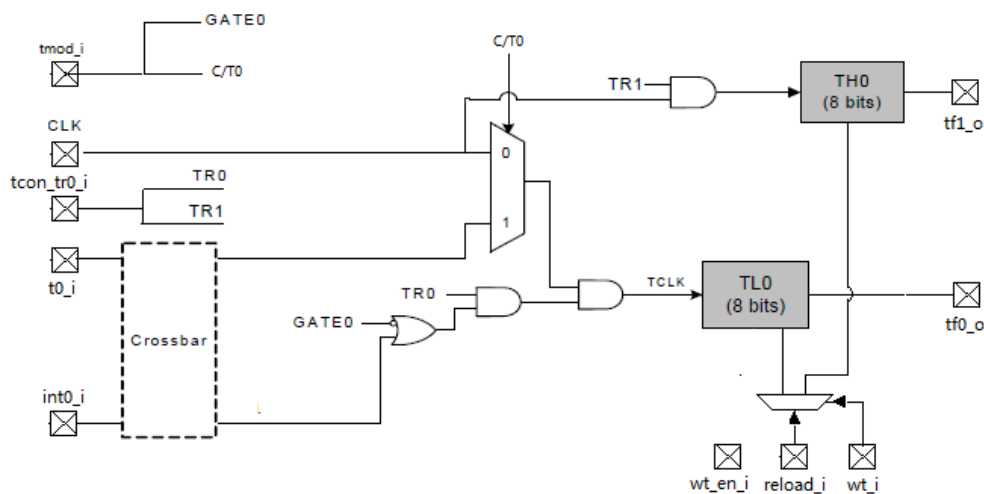 GATE0
tmod_i
C/T0
C/T0
TR1
TH0
(8 bits)
tf1_o
CLK
0
tcon_tr0_i
TR0
TR1
1
t0_i
TR0
TCLK
TL0
(8 bits)
tf0_o
GATE0
Crossbar
int0_i
wt_en_i
reload_i
wt_i